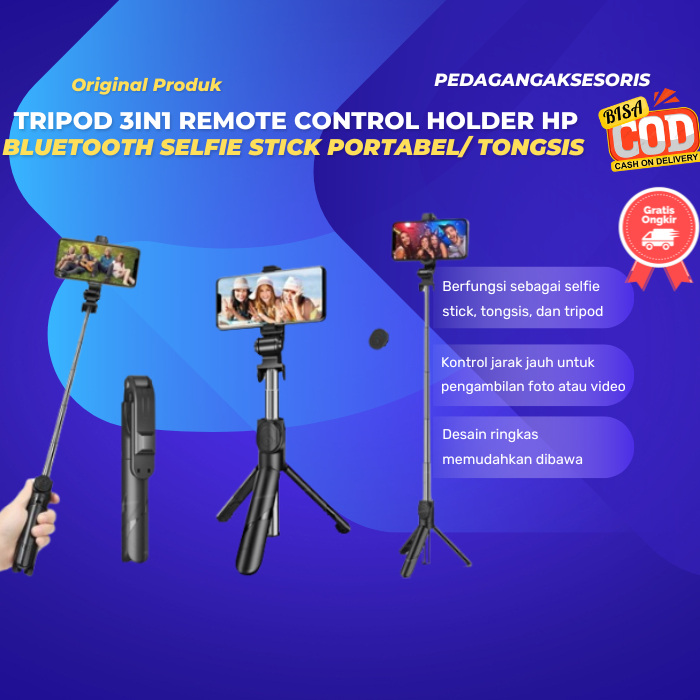 Original Produk
PEDAGANGAKSESORIS
TRIPOD 3IN1 REMOTE CONTROL HOLDER HP
BLUETOOTH SELFIE STICK PORTABEL/ TONGSIS
BISA
COD
CASH ON DELIVERY
Gratis
Ongkir
Berfungsi sebagai selfie
stick, tongsis, dan tripod
Kontrol jarak jauh untuk
pengambilan foto atau video
Desain ringkas
memudahkan dibawa